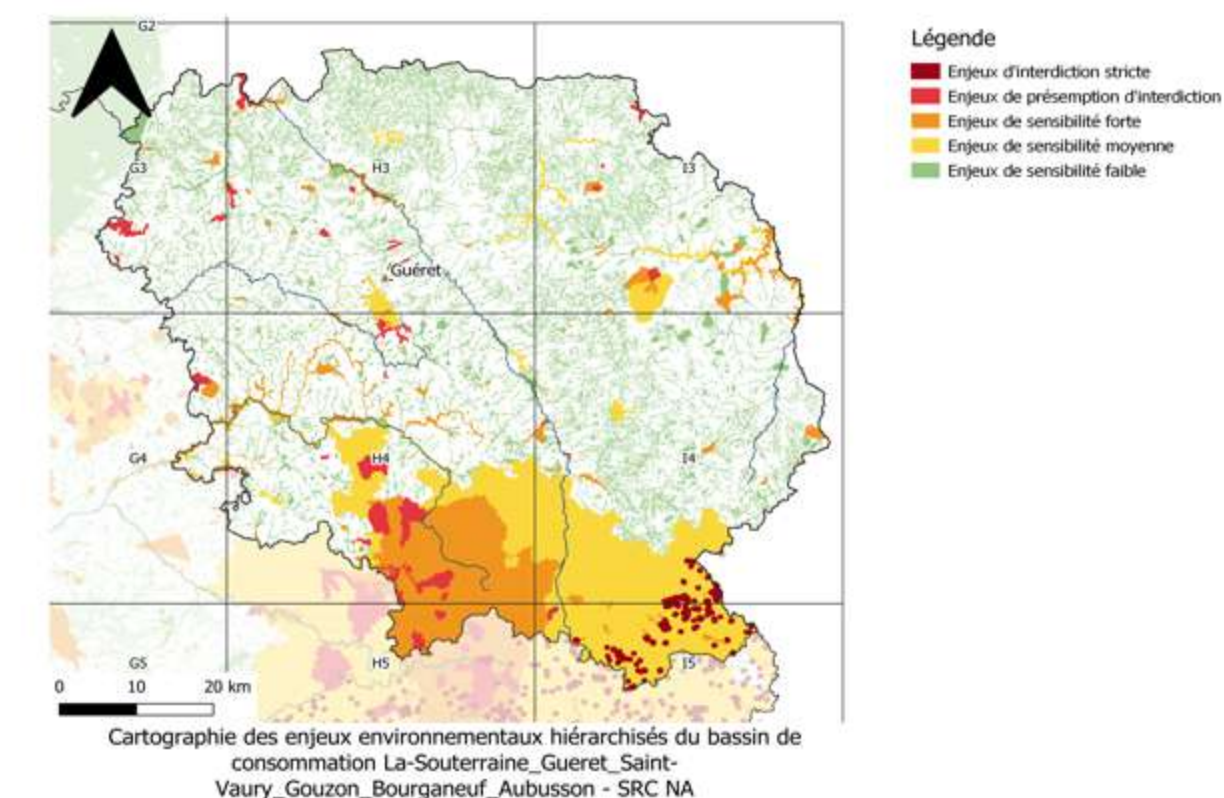 G2
Légende
Enjeux d'interdiction stricte
Enjeux de présemption d'interdiction
Enjeux de sensibilité forte
Enjeux de sensibilité moyenne
Enjeux de sensibilité faible
G3
H3
I3
Guéret
G4
H4
I4
G5
H5
I5
0 10 20 km
Cartographie des enjeux environnementaux hiérarchisés du bassin de
consommation La-Souterraine_Gueret_Saint-
Vaury_Gouzon_Bourganeuf_Aubusson - SRC NA